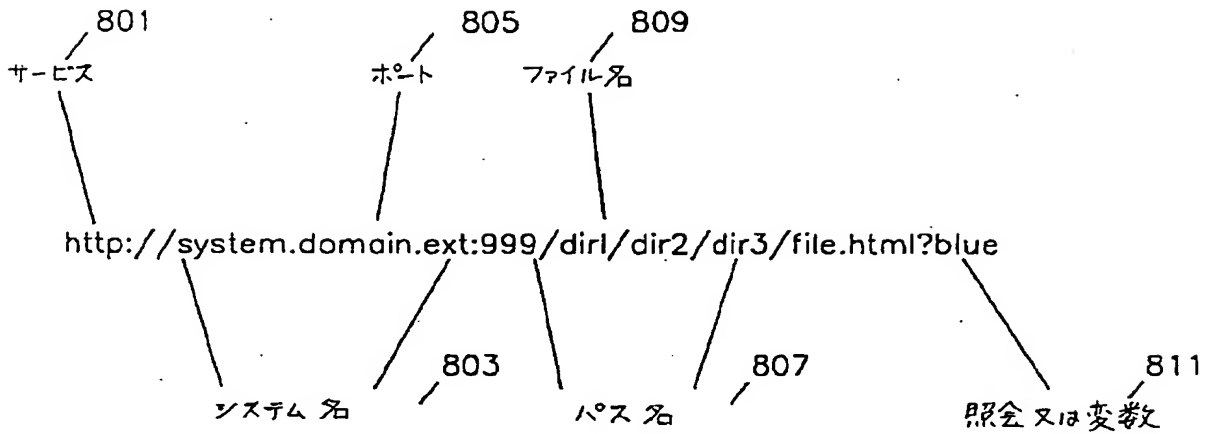 801 805 809
サービス ポート ファイル名
http://system.domain.ext:999/dir1/dir2/dir3/file.html?blue
803 807 811
システム名 パス名 照会又は変数